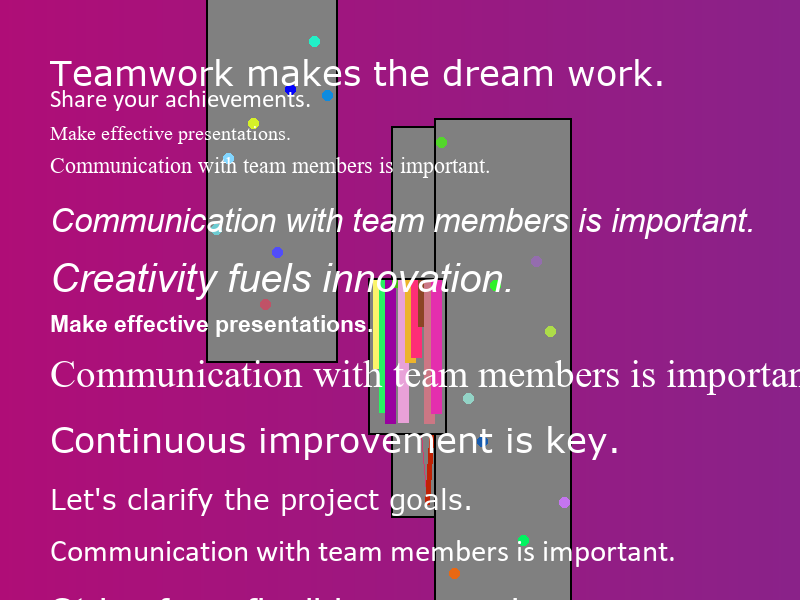 Teamwork makes the dream work.
Share your achievements.
Make effective presentations.
Communication with team members is important.
Communication with team members is important.
Creativity fuels innovation.
Make effective presentations.
Communication with team members is importan
Continuous improvement is key.
Let's clarify the project goals.
Communication with team members is important.